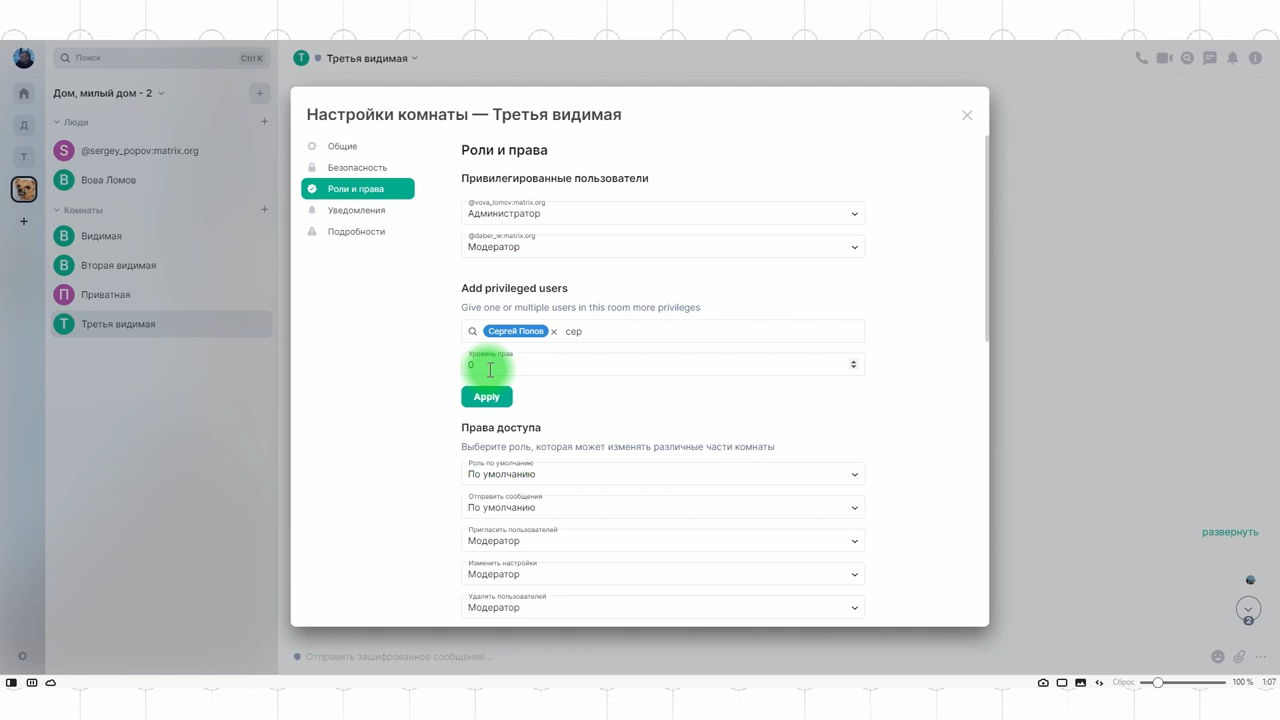 Поиск
Ctrl K
Т
Третья видимая
Дом, милый дом - 2
+
Люди
+
S
@sergey_popov:matrix.org
В
Вова Ломов
Комнаты
+
В
Видимая
В
Вторая видимая
П
Приватная
Т
Третья видимая
Д
Т
+
Настройки комнаты — Третья видимая
Общие
Безопасность
Роли и права
Уведомления
Подробности
Роли и права
Привилегированные пользователи
@vova_lomov:matrix.org
Администратор
@daber_w:matrix.org
Модератор
Add privileged users
Give one or multiple users in this room more privileges
Сергей Попов × сер
Уровень прав
0
Apply
Права доступа
Выберите роль, которая может изменять различные части комнаты
Роль по умолчанию
По умолчанию
Отправить сообщения
По умолчанию
Пригласить пользователей
Модератор
Изменить настройки
Модератор
Удалять пользователей
Модератор
развернуть
2
Отправить зашифрованное сообщение...
Сброс
100 %
1:07